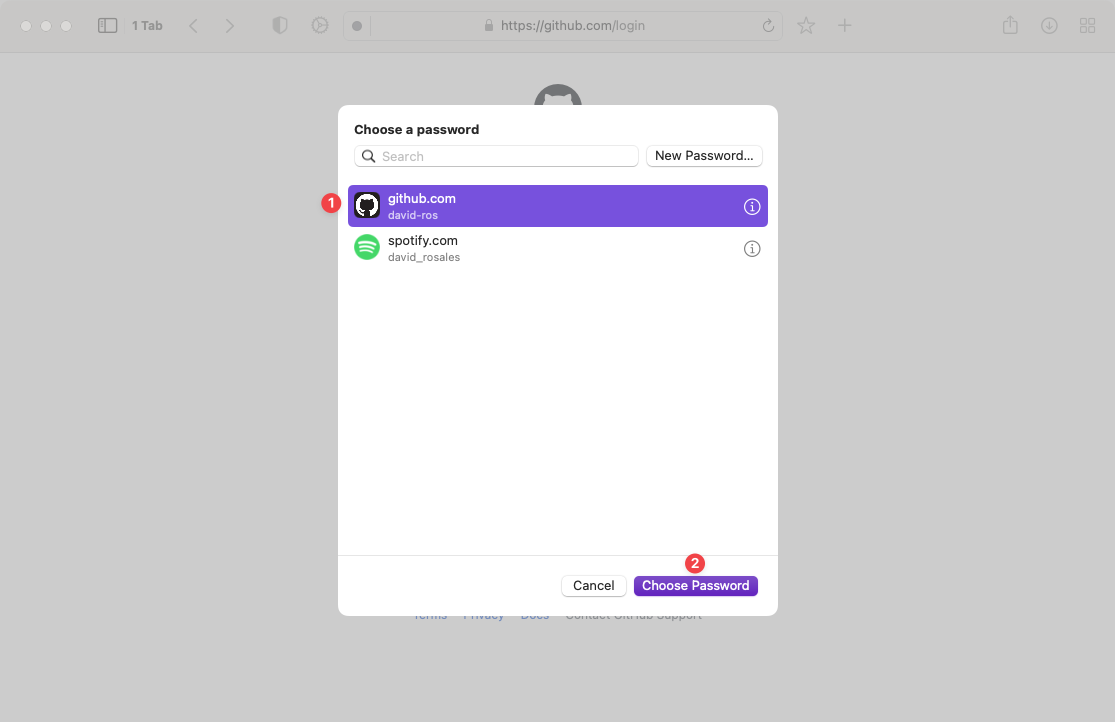 1 Tab
https://github.com/login
Choose a password
Search
New Password...
1
github.com
david-ros
spotify.com
david_rosales
2
Cancel
Choose Password
Terms Privacy Docs Contact GitHub Support